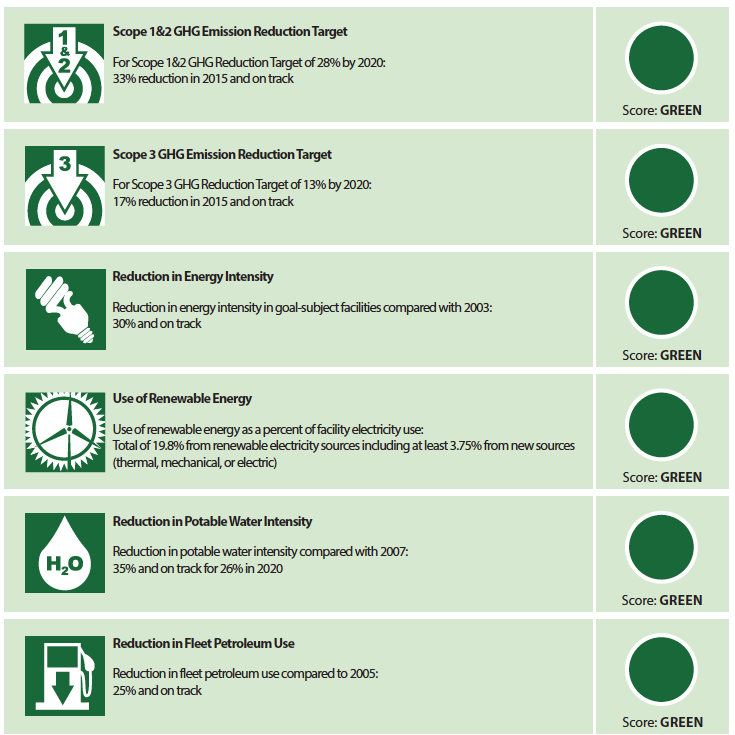 1
&
2
Scope 1&2 GHG Emission Reduction Target
For Scope 1&2 GHG Reduction Target of 28% by 2020:
33% reduction in 2015 and on track
Score: GREEN
3
Scope 3 GHG Emission Reduction Target
For Scope 3 GHG Reduction Target of 13% by 2020:
17% reduction in 2015 and on track
Score: GREEN
Reduction in Energy Intensity
Reduction in energy intensity in goal-subject facilities compared with 2003:
30% and on track
Score: GREEN
Use of Renewable Energy
Use of renewable energy as a percent of facility electricity use:
Total of 19.8% from renewable electricity sources including at least 3.75% from new sources
(thermal, mechanical, or electric)
Score: GREEN
H₂O
Reduction in Potable Water Intensity
Reduction in potable water intensity compared with 2007:
35% and on track for 26% in 2020
Score: GREEN
Reduction in Fleet Petroleum Use
Reduction in fleet petroleum use compared to 2005:
25% and on track
Score: GREEN